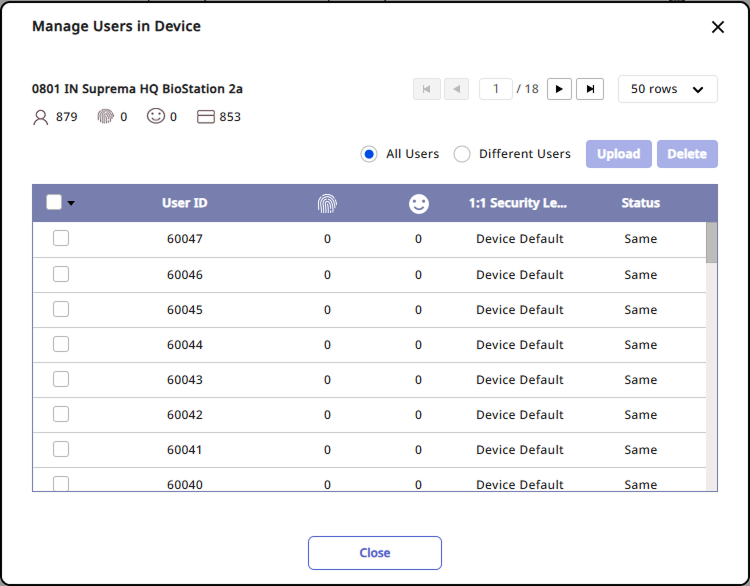 Manage Users in Device
0801 IN Suprema HQ BioStation 2a
1 / 18 50 rows
879 0 0 853
All Users Different Users Upload Delete
User ID 1:1 Security Le... Status
60047 0 0 Device Default Same
60046 0 0 Device Default Same
60045 0 0 Device Default Same
60044 0 0 Device Default Same
60043 0 0 Device Default Same
60042 0 0 Device Default Same
60041 0 0 Device Default Same
60040 0 0 Device Default Same
Close